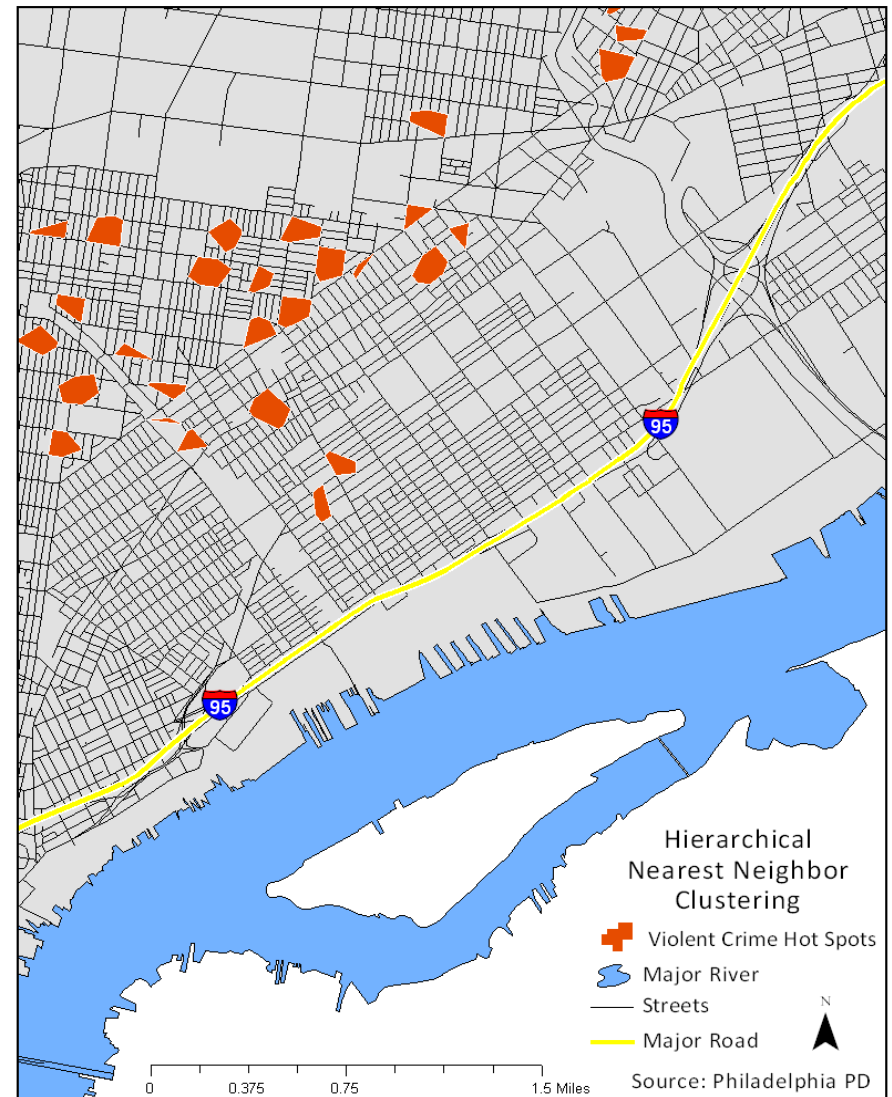 95
95
Hierarchical
Nearest Neighbor
Clustering
Violent Crime Hot Spots
Major River
Streets
Major Road
N
0 0.375 0.75 1.5 Miles
Source: Philadelphia PD